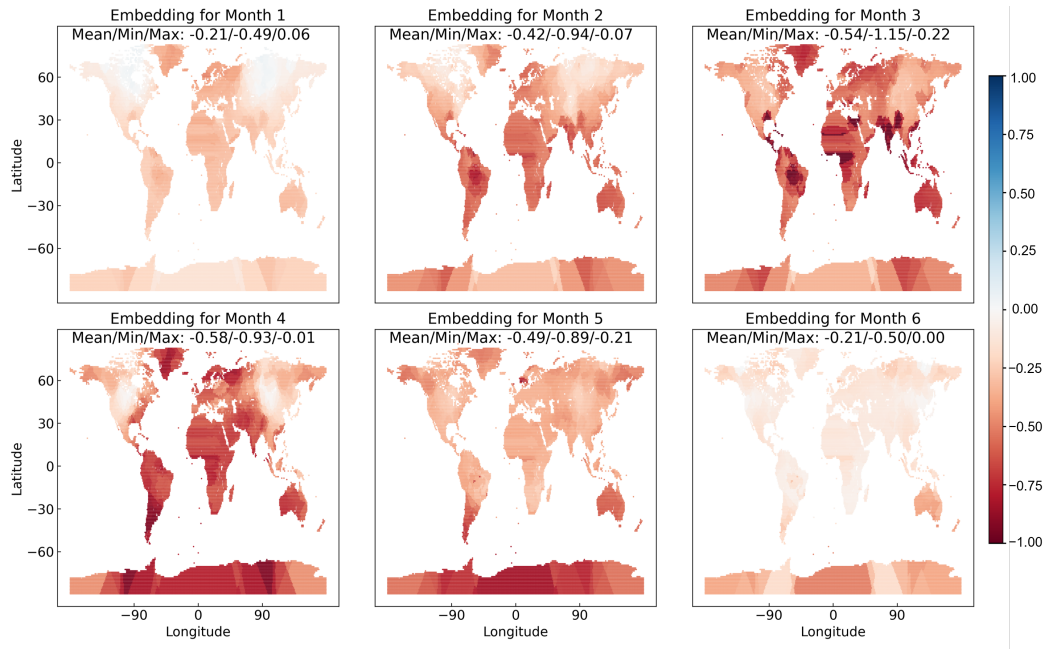 Embedding for Month 1
Mean/Min/Max: -0.21/-0.49/0.06
Embedding for Month 2
Mean/Min/Max: -0.42/-0.94/-0.07
Embedding for Month 3
Mean/Min/Max: -0.54/-1.15/-0.22
Latitude
60
30
0
−30
−60
1.00
0.75
0.50
0.25
0.00
−0.25
−0.50
−0.75
−1.00
Embedding for Month 4
Mean/Min/Max: -0.58/-0.93/-0.01
Embedding for Month 5
Mean/Min/Max: -0.49/-0.89/-0.21
Embedding for Month 6
Mean/Min/Max: -0.21/-0.50/0.00
Latitude
60
30
0
−30
−60
−90 0 90
Longitude
−90 0 90
Longitude
−90 0 90
Longitude